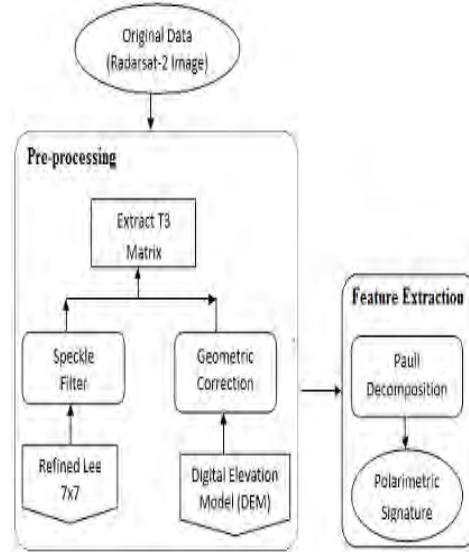 Original Data
(Radarsat-2 Image)
Pre-processing
Extract T3
Matrix
Speckle
Filter
Geometric
Correction
Refined Lee
7x7
Digital Elevation
Model (DEM)
Feature Extraction
Paull
Decomposition
Polarimetric
Signature